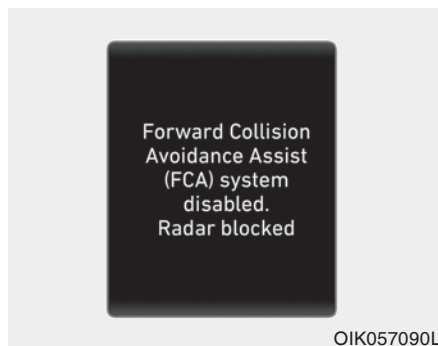 Forward Collision
Avoidance Assist
(FCA) system
disabled.
Radar blocked
OIK057090L